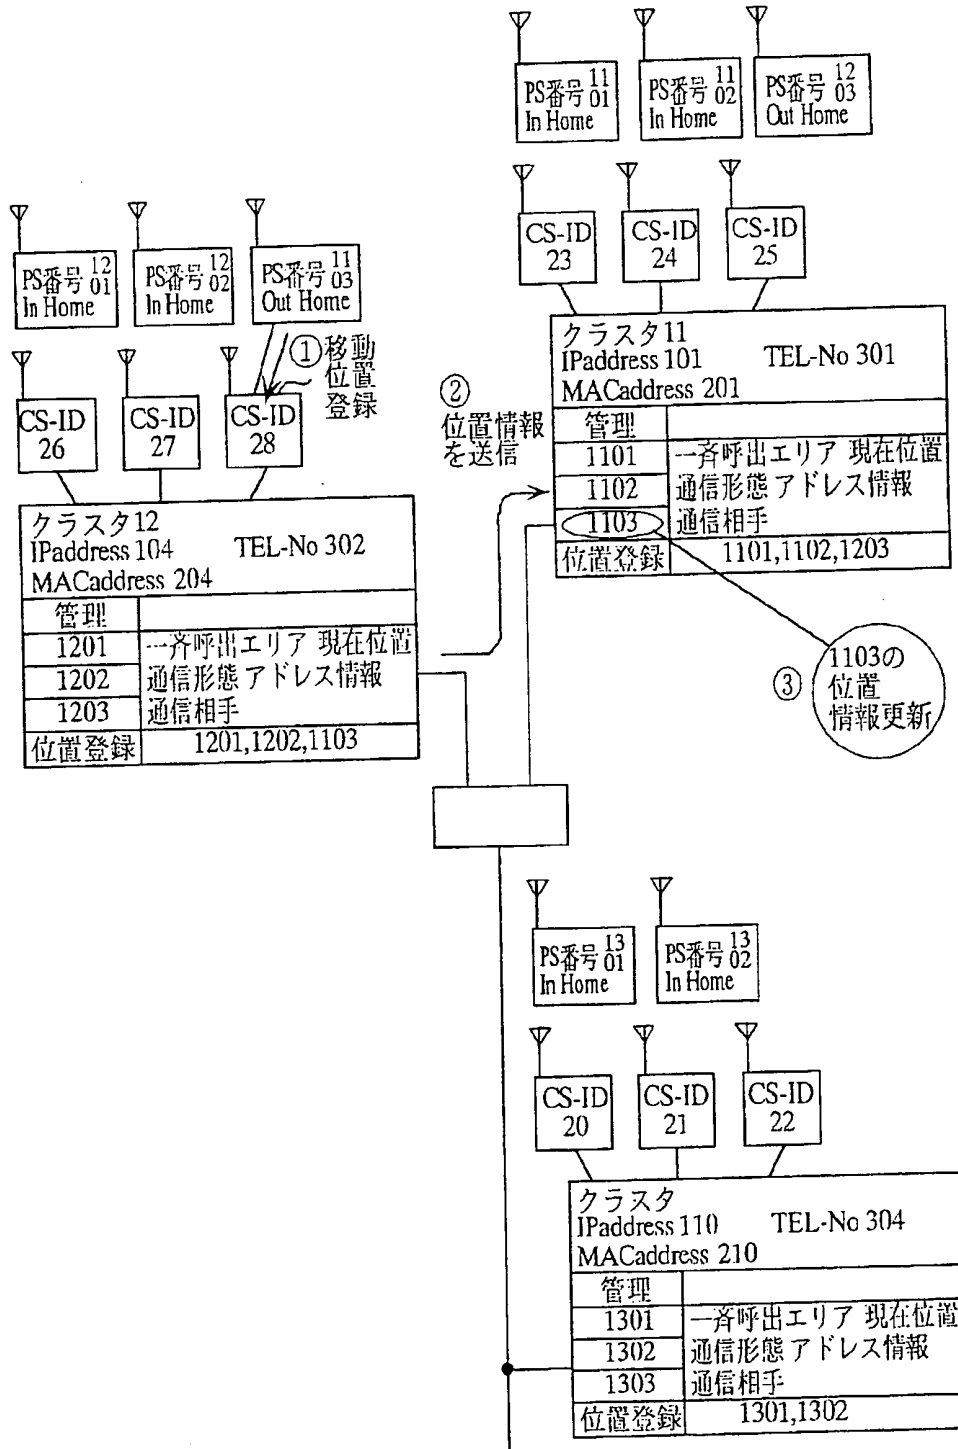 PS番号 11
01
In Home
PS番号 11
02
In Home
PS番号 12
03
Out Home
CS-ID
23
CS-ID
24
CS-ID
25
クラスタ11
IPaddress 101 TEL-No 301
MACaddress 201
管理
1101 一斉呼出エリア 現在位置
1102 通信形態 アドレス情報
1103 通信相手
位置登録 1101,1102,1203
PS番号 12
01
In Home
PS番号 12
02
In Home
PS番号 11
03
Out Home
①移動
位置
登録
②
位置情報
を送信
CS-ID
26
CS-ID
27
CS-ID
28
クラスタ12
IPaddress 104 TEL-No 302
MACaddress 204
管理
1201 一斉呼出エリア 現在位置
1202 通信形態 アドレス情報
1203 通信相手
位置登録 1201,1202,1103
③
1103の
位置
情報更新
PS番号 13
01
In Home
PS番号 13
02
In Home
CS-ID
20
CS-ID
21
CS-ID
22
クラスタ
IPaddress 110 TEL-No 304
MACaddress 210
管理
1301 一斉呼出エリア 現在位置
1302 通信形態 アドレス情報
1303 通信相手
位置登録 1301,1302